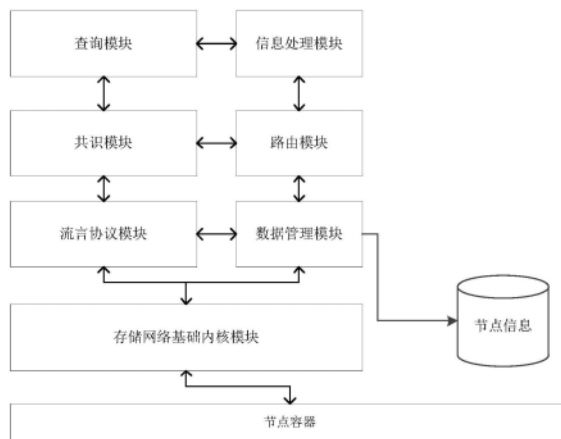 查询模块
信息处理模块
共识模块
路由模块
流言协议模块
数据管理模块
节点信息
存储网络基础内核模块
节点容器